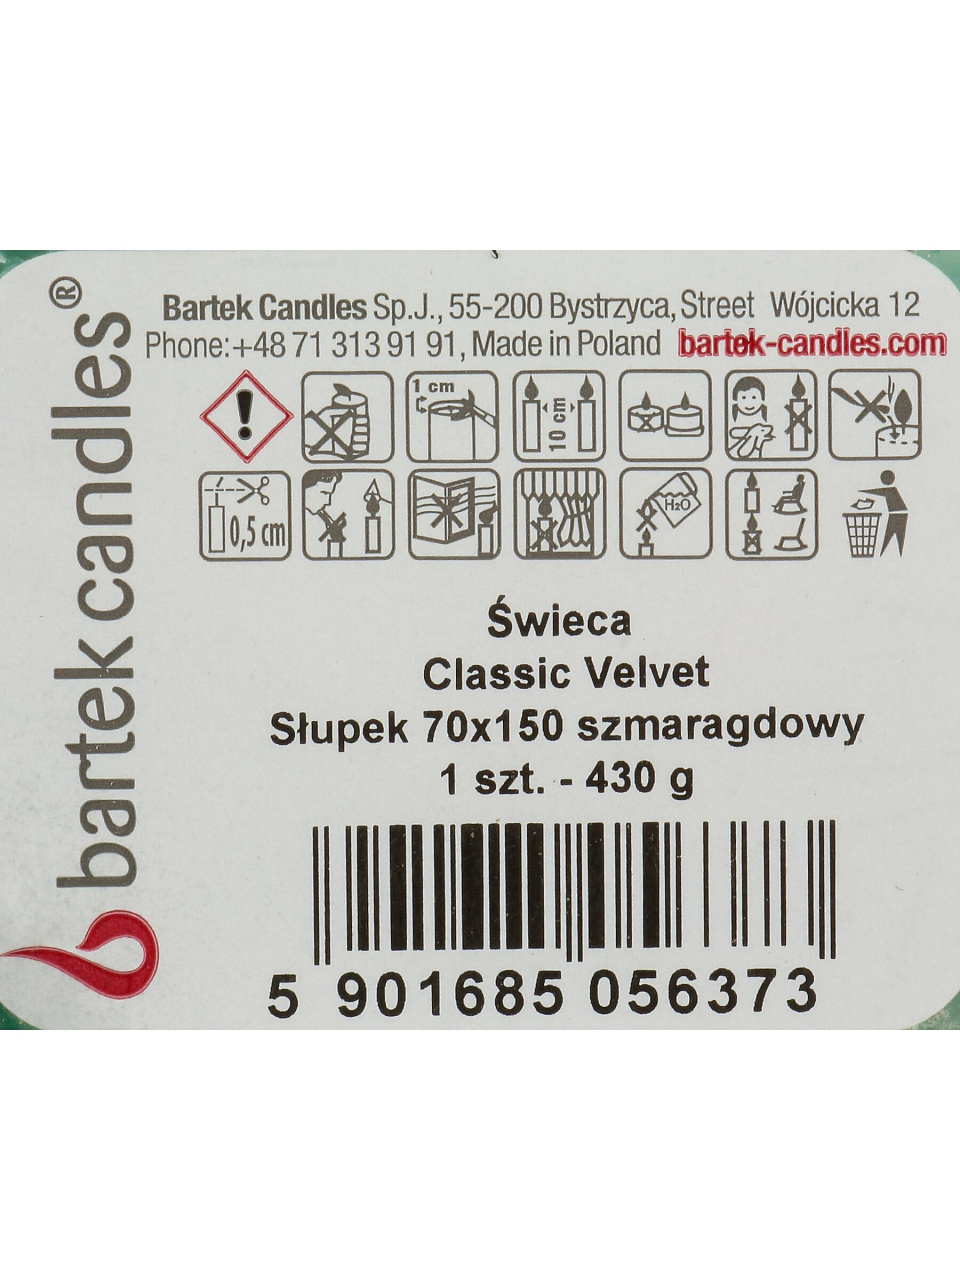 bartek candles®
Bartek Candles Sp.J., 55-200 Bystrzyca, Street Wójcicka 12
Phone:+48 71 313 91 91, Made in Poland bartek-candles.com
1 cm
10 cm
0,5 cm
H₂O
Świeca
Classic Velvet
Słupek 70x150 szmaragdowy
1 szt. - 430 g
5 901685 056373